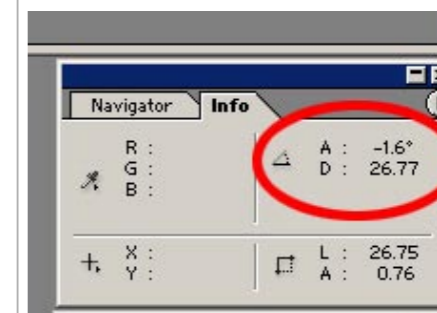 Navigator Info
R :
G :
B :
A : -1.6°
D : 26.77
X :
Y :
L : 26.75
A : 0.76